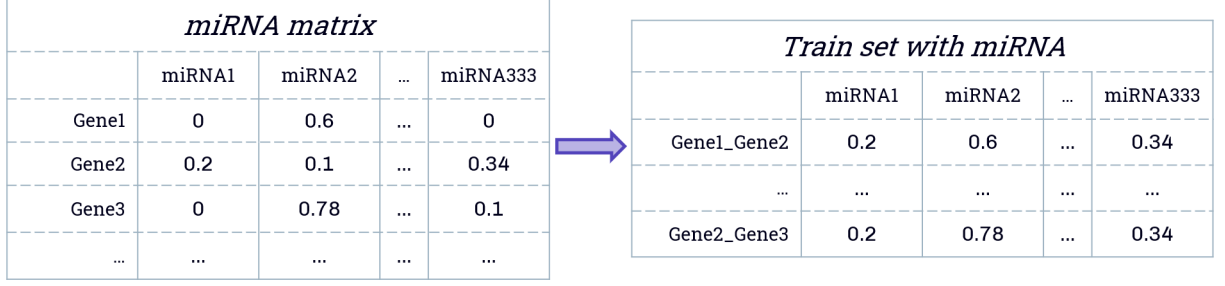 miRNA matrix
miRNA1 miRNA2 ... miRNA333
Gene1 0 0.6 ... 0
Gene2 0.2 0.1 ... 0.34
Gene3 0 0.78 ... 0.1
... ... ... ... ...
Train set with miRNA
miRNA1 miRNA2 ... miRNA333
Gene1_Gene2 0.2 0.6 ... 0.34
... ... ... ... ...
Gene2_Gene3 0.2 0.78 ... 0.34